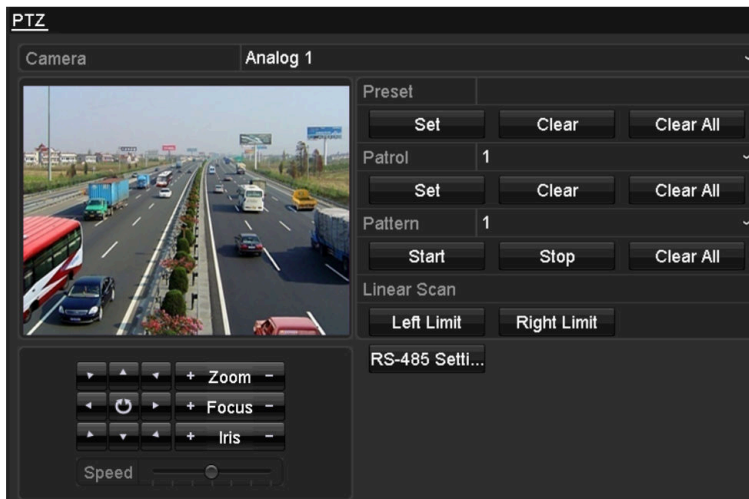 PTZ
Camera Analog 1
Preset
Set Clear Clear All
Patrol 1
Set Clear Clear All
Pattern 1
Start Stop Clear All
Linear Scan
Left Limit Right Limit
RS-485 Setti...
+ Zoom -
+ Focus -
+ Iris -
Speed